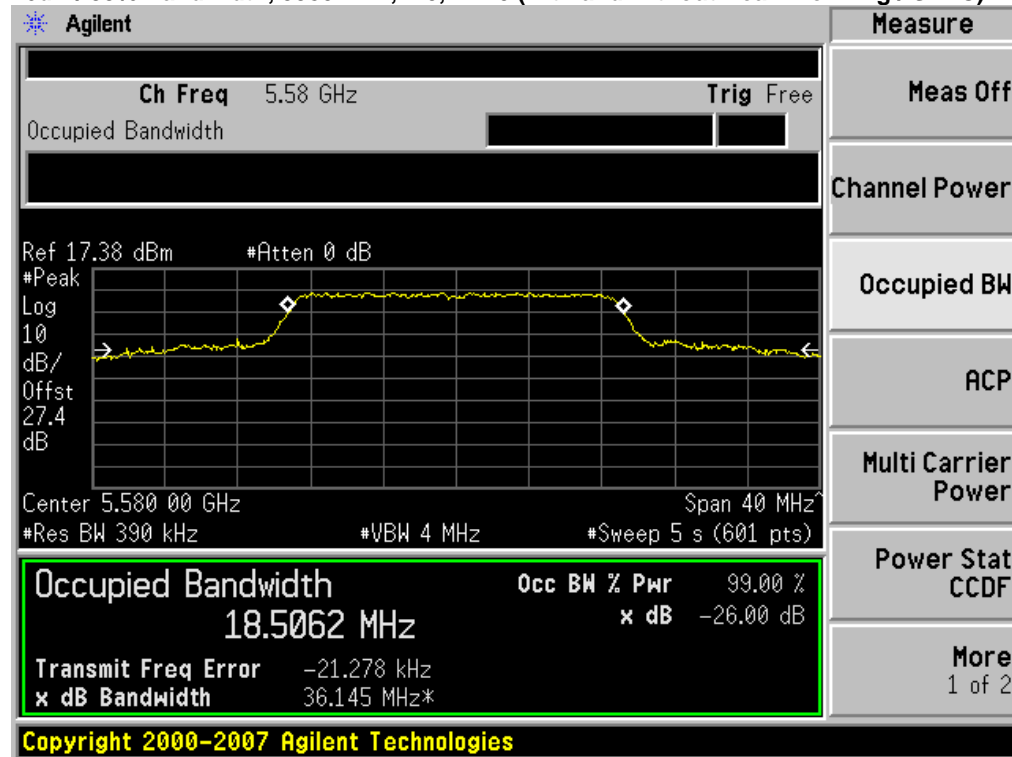 Agilent
Measure
Ch Freq 5.58 GHz Trig Free
Occupied Bandwidth
Meas Off
Channel Power
Occupied BW
ACP
Multi Carrier
Power
Power Stat
CCDF
More
1 of 2
Ref 17.38 dBm #Atten 0 dB
#Peak
Log
10
dB/
Offst
27.4
dB
Center 5.580 00 GHz Span 40 MHz^
#Res BW 390 kHz #VBW 4 MHz #Sweep 5 s (601 pts)
Occupied Bandwidth Occ BW % Pwr 99.00 %
18.5062 MHz x dB -26.00 dB
Transmit Freq Error -21.278 kHz
x dB Bandwidth 36.145 MHz*
Copyright 2000-2007 Agilent Technologies